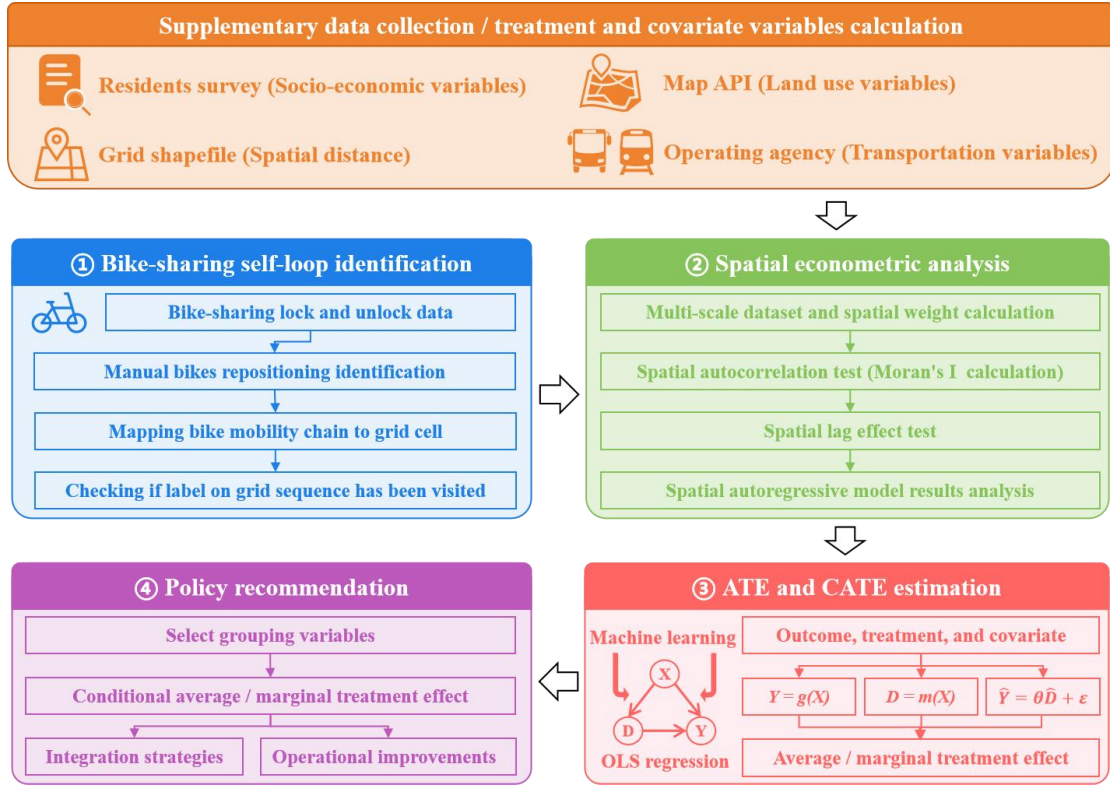 Supplementary data collection / treatment and covariate variables calculation
Residents survey (Socio-economic variables)
Map API (Land use variables)
Grid shapefile (Spatial distance)
Operating agency (Transportation variables)
① Bike-sharing self-loop identification
Bike-sharing lock and unlock data
Manual bikes repositioning identification
Mapping bike mobility chain to grid cell
Checking if label on grid sequence has been visited
② Spatial econometric analysis
Multi-scale dataset and spatial weight calculation
Spatial autocorrelation test (Moran's I calculation)
Spatial lag effect test
Spatial autoregressive model results analysis
③ ATE and CATE estimation
Machine learning
X
D
Y
OLS regression
Outcome, treatment, and covariate
Y = g(X)
D = m(X)
Ŷ = θD̂ + ε
Average / marginal treatment effect
④ Policy recommendation
Select grouping variables
Conditional average / marginal treatment effect
Integration strategies
Operational improvements